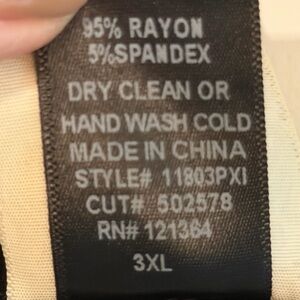 95% RAYON
5%SPANDEX
DRY CLEAN OR
HAND WASH COLD
MADE IN CHINA
STYLE# 11803PXI
CUT# 502578
RN# 121364
3XL